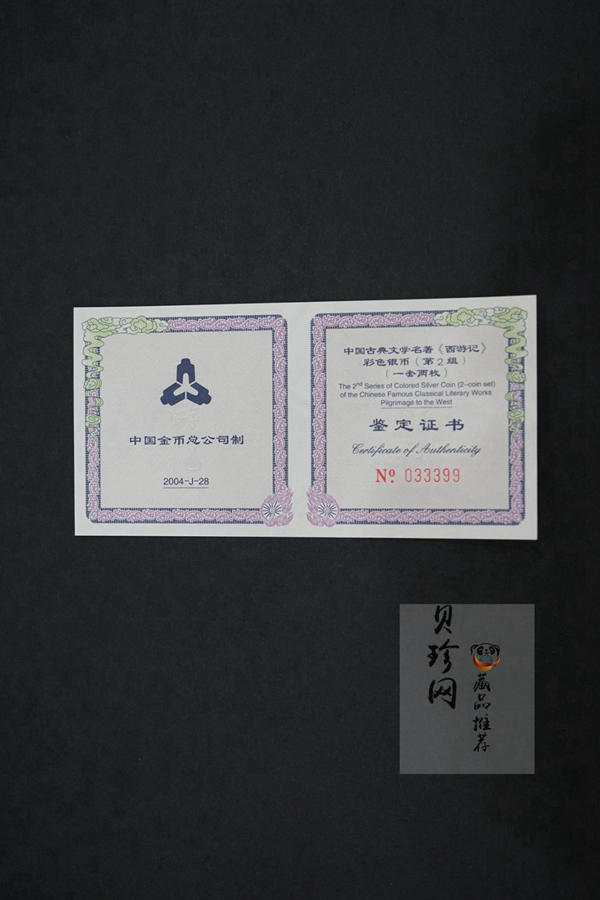 中国金币总公司制
2004-J-28
中国古典文学名著《西游记》
彩色银币（第2组）
（一套两枚）
The 2nd Series of Colored Silver Coin (2-coin set)
of the Chinese Famous Classical Literary Works
Pilgrimage to the West
鉴定证书
Certificate of Authenticity
No 033399
贝珍网
藏品推荐